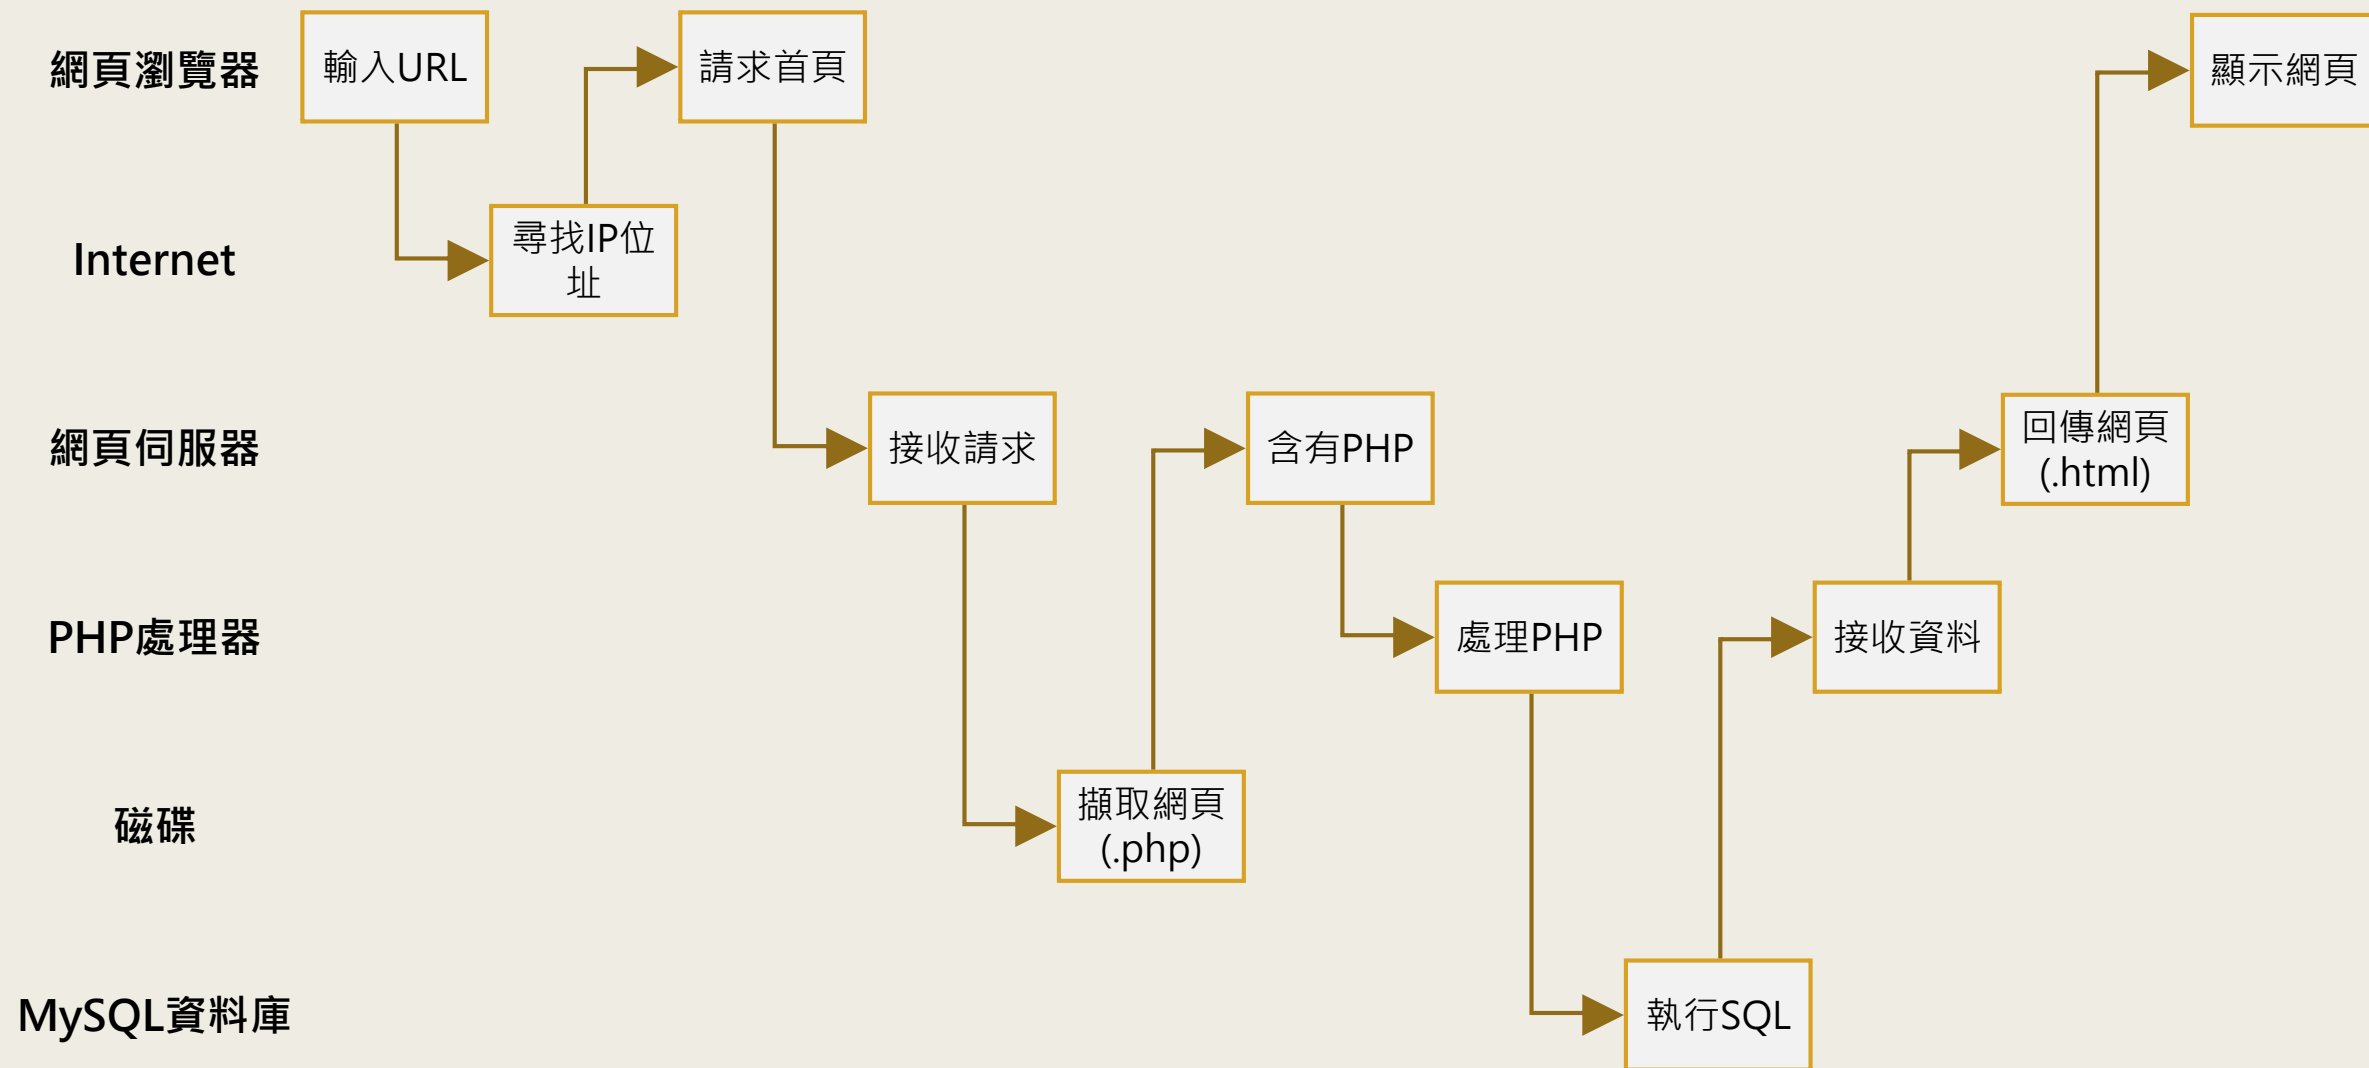 網頁瀏覽器
輸入URL
請求首頁
顯示網頁
Internet
尋找IP位
址
網頁伺服器
接收請求
含有PHP
回傳網頁
(.html)
PHP處理器
處理PHP
接收資料
磁碟
擷取網頁
(.php)
MySQL資料庫
執行SQL